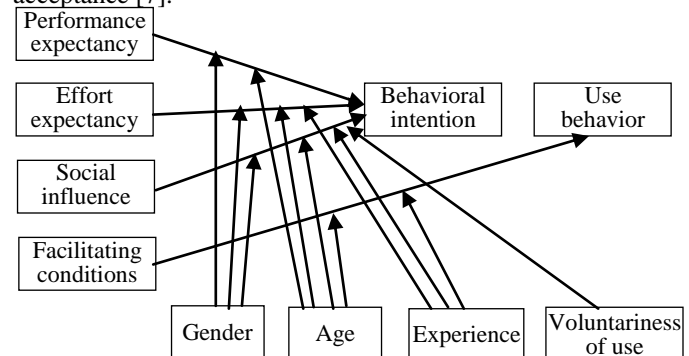 acceptance [7].
Performance
expectancy
Effort
expectancy
Behavioral
intention
Use
behavior
Social
influence
Facilitating
conditions
Gender
Age
Experience
Voluntariness
of use